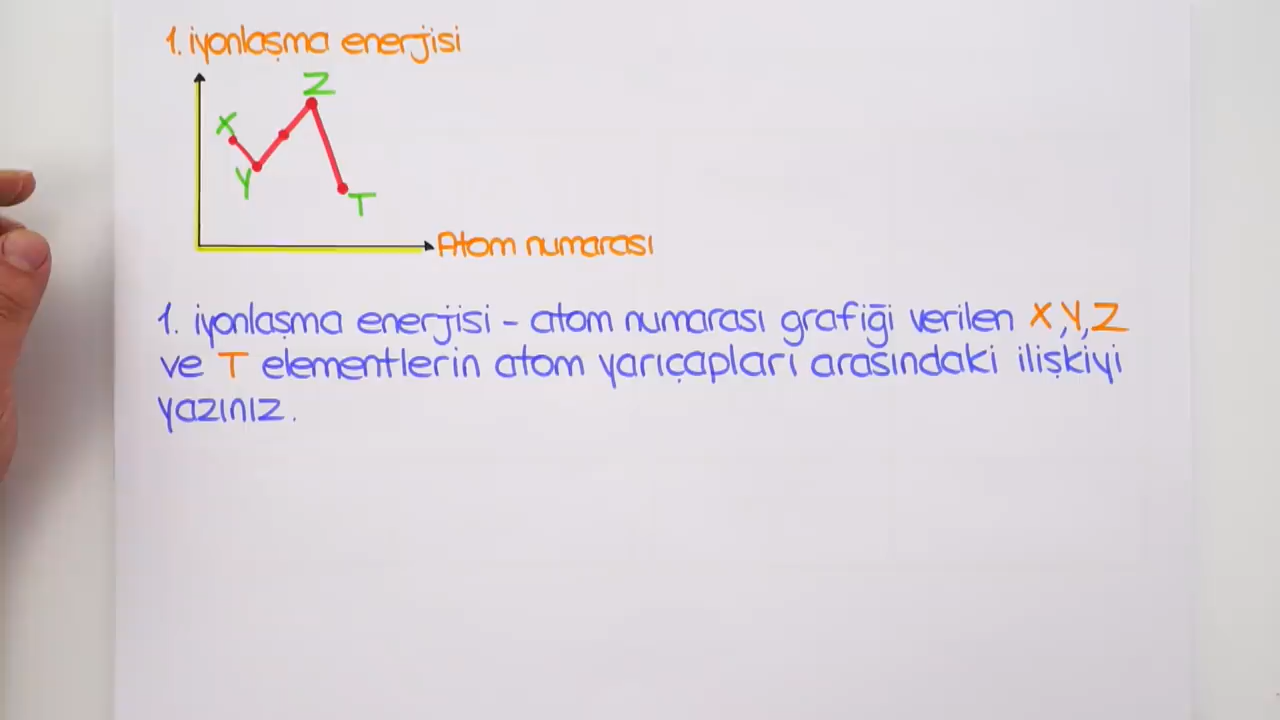 1. iyonlaşma enerjisi
Z
X
Y
T
Atom numarası
1. iyonlaşma enerjisi - atom numarası grafiği verilen X,Y,Z
ve T elementlerin atom yarıçapları arasındaki ilişkiyi
yazınız.